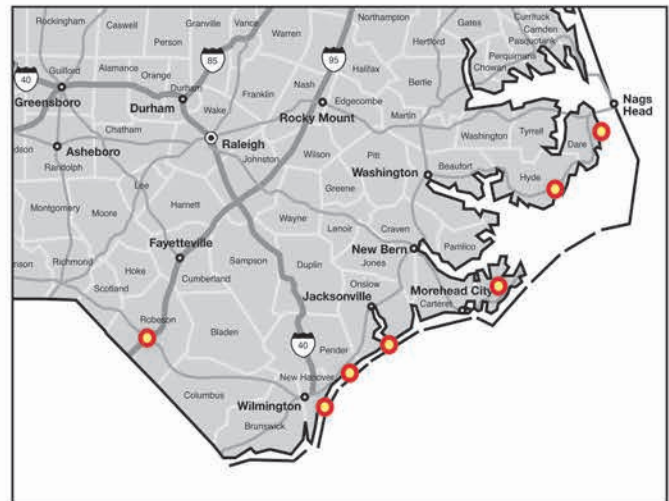 Rockingham
Caswell
Person
Granville
Vance
Warren
Northampton
Gates
Currituck
Camden
Pasquotank
Hertford
Perquimans
Chowan
85
95
Halifax
Bertie
40
Guilford
Alamance
Orange
Durham
Franklin
Nash
Greensboro
Durham
Wake
Edgecombe
Rocky Mount
Martin
Nags
Head
Chatham
Raleigh
Washington
Tyrrell
Dare
Asheboro
Randolph
Johnston
Wilson
Pitt
Beaufort
Washington
Hyde
Lee
Greene
Montgomery
Moore
Harnett
Wayne
Lenoir
Craven
Pamlico
Fayetteville
New Bern
Jones
Richmond
Hoke
Cumberland
Sampson
Duplin
Onslow
Scotland
Jacksonville
Morehead City
Carteret
Robeson
Bladen
40
Pender
New Hanover
Columbus
Wilmington
Brunswick